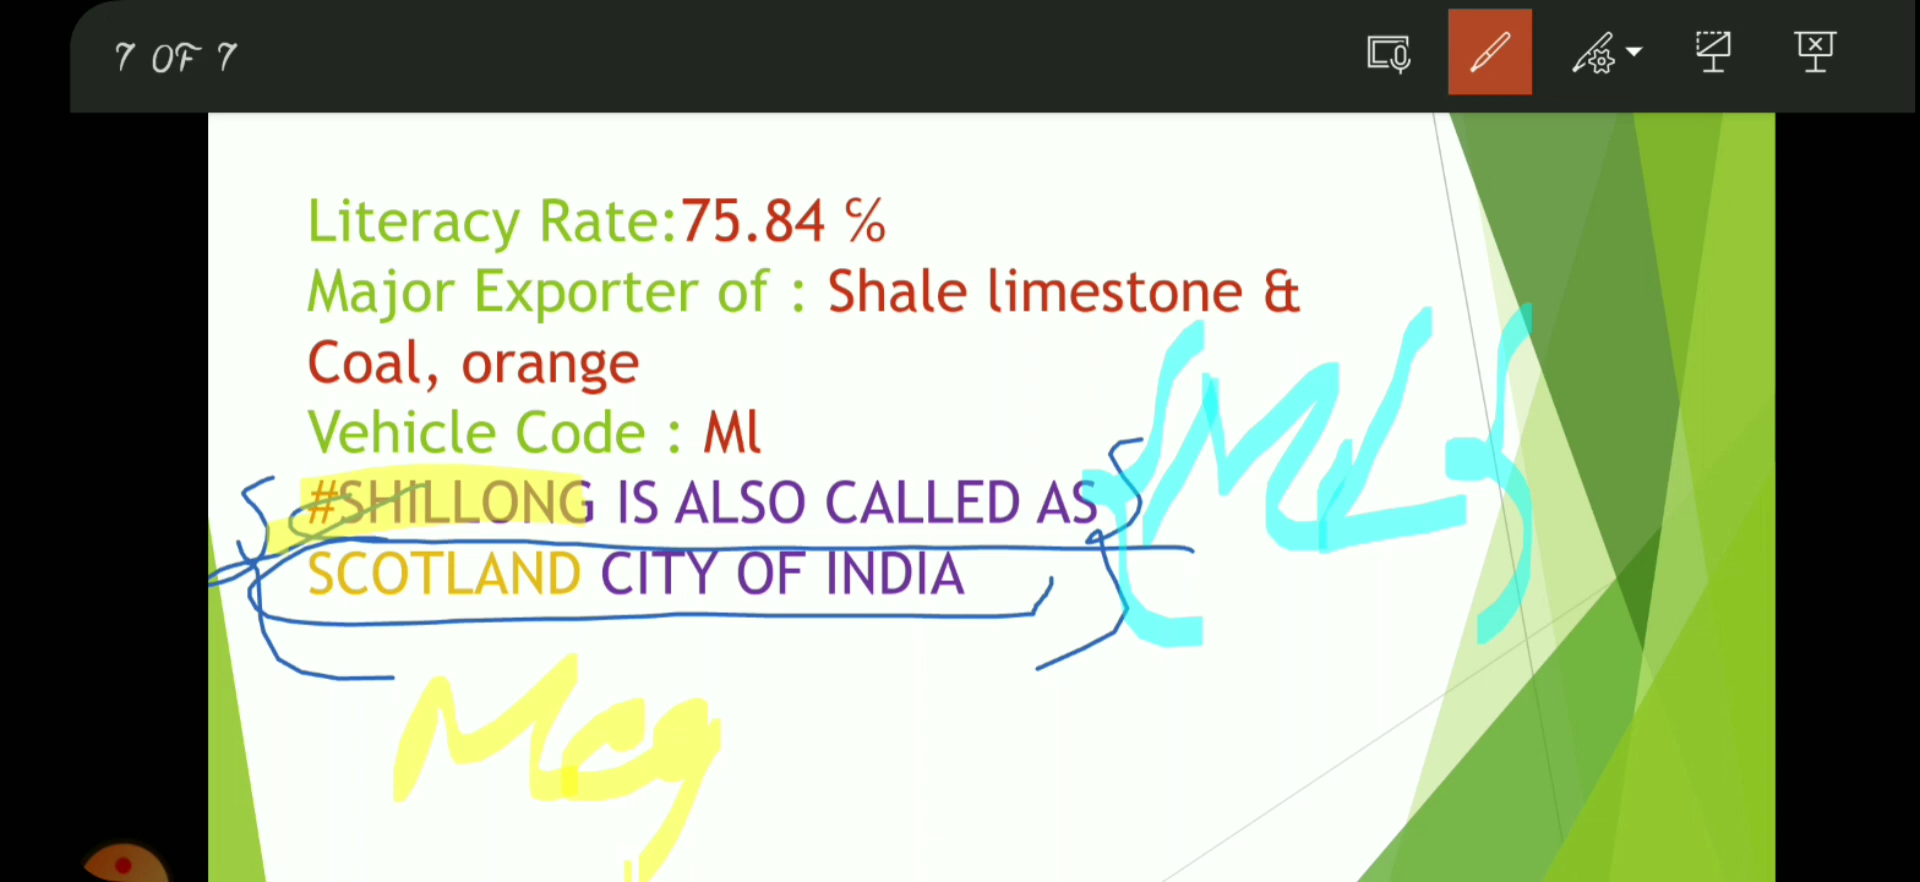 7 OF 7
Literacy Rate:75.84 ℅
Major Exporter of : Shale limestone &
Coal, orange
Vehicle Code : Ml
#SHILLONG IS ALSO CALLED AS
SCOTLAND CITY OF INDIA
{ML}
Meg